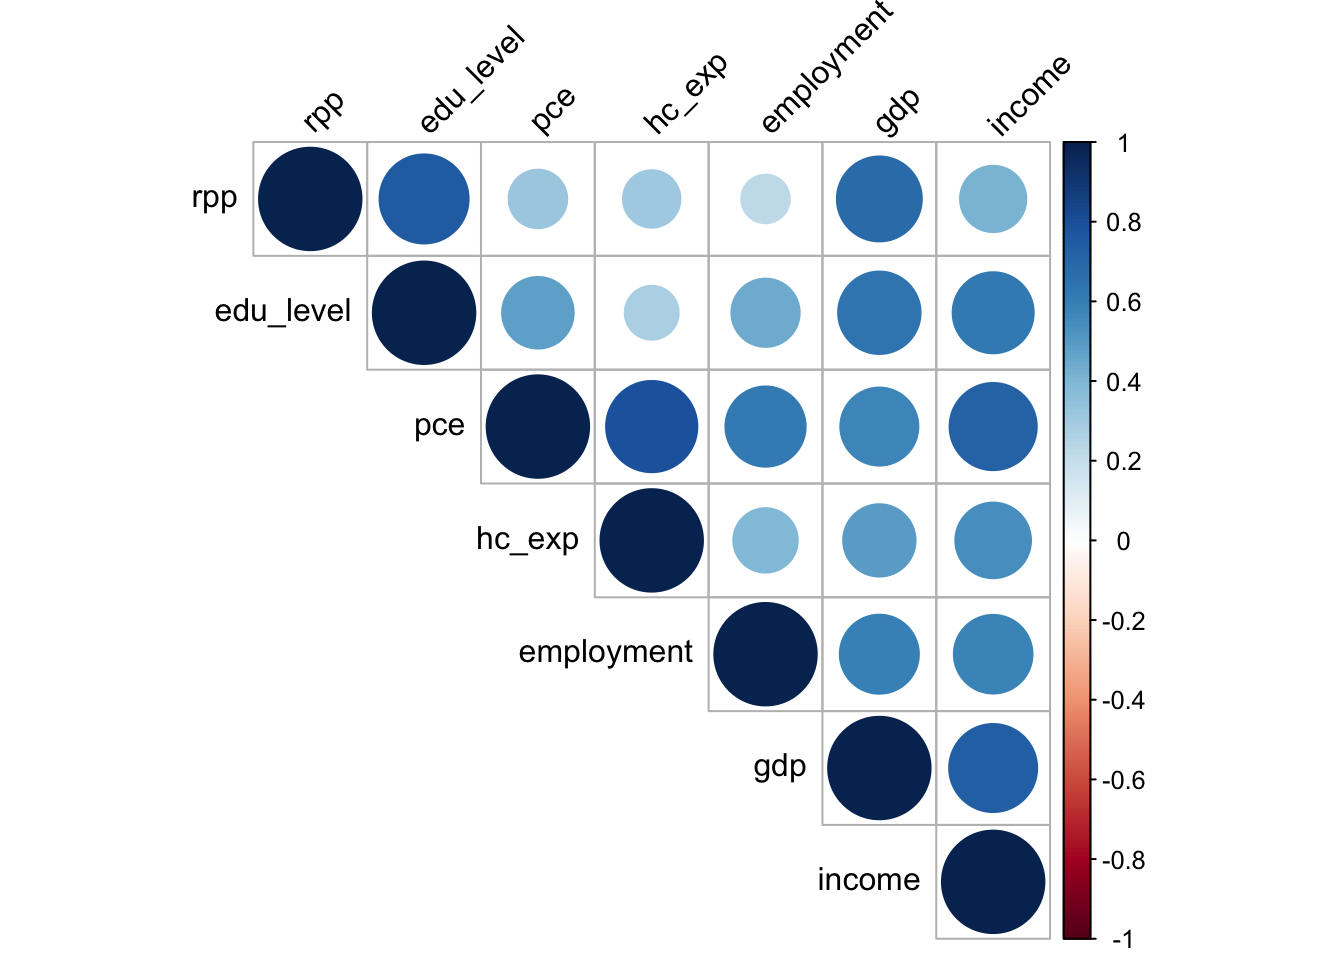 rpp
edu_level
pce
hc_exp
employment
gdp
income
rpp
edu_level
pce
hc_exp
employment
gdp
income
1
0.8
0.6
0.4
0.2
0
-0.2
-0.4
-0.6
-0.8
-1